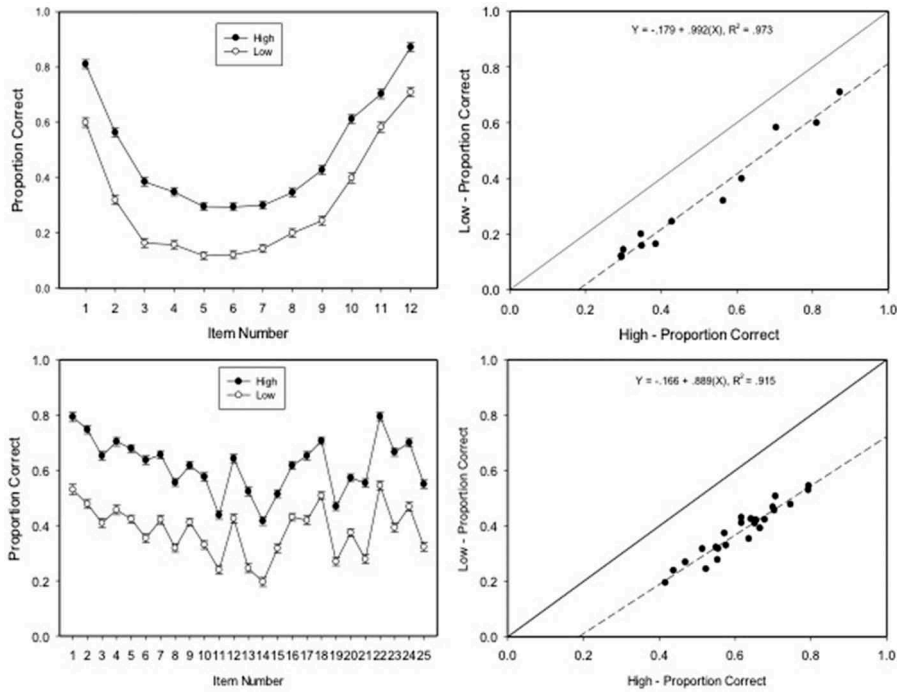 High
Low
Proportion Correct
1.0
0.8
0.6
0.4
0.2
0.0
1 2 3 4 5 6 7 8 9 10 11 12
Item Number
Y = -.179 + .992(X), R² = .973
Low - Proportion Correct
1.0
0.8
0.6
0.4
0.2
0.0
0.0 0.2 0.4 0.6 0.8 1.0
High - Proportion Correct
High
Low
Proportion Correct
1.0
0.8
0.6
0.4
0.2
0.0
1 2 3 4 5 6 7 8 9 10 11 12 13 14 15 16 17 18 19 20 21 22 23 24 25
Item Number
Y = -.166 + .889(X), R² = .915
Low - Proportion Correct
1.0
0.8
0.6
0.4
0.2
0.0
0.0 0.2 0.4 0.6 0.8 1.0
High - Proportion Correct